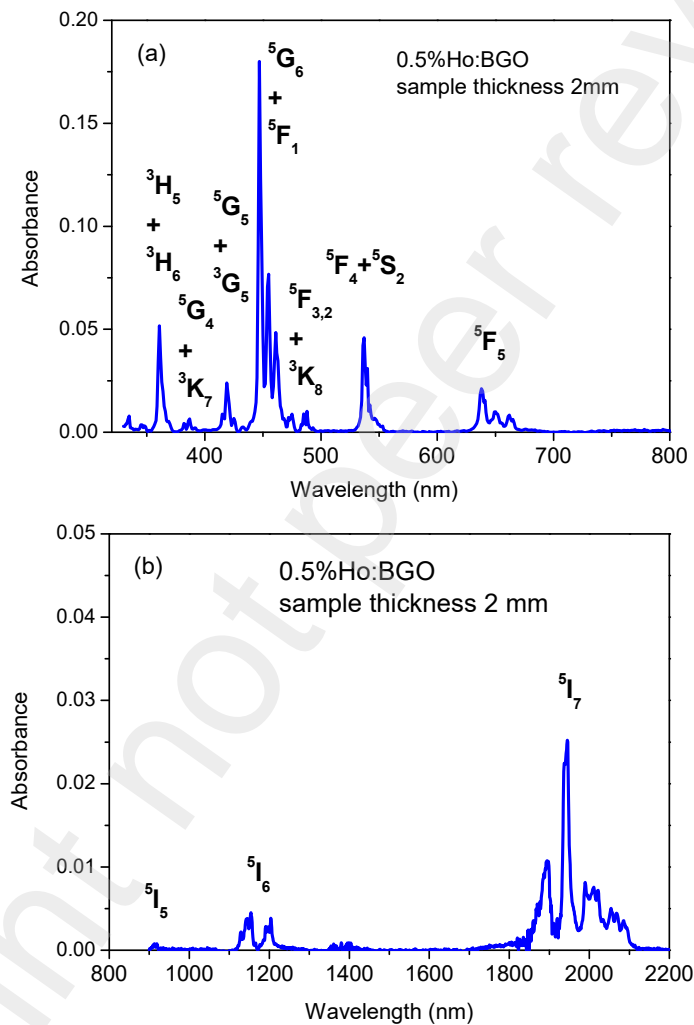 (a)
0.5%Ho:BGO
sample thickness 2mm
⁵G₆
+
⁵F₁
³H₅
+
³H₆
⁵G₅
+
³G₅
⁵G₄
+
³K₇
⁵F₃,₂
+
³K₈
⁵F₄+⁵S₂
⁵F₅
0.20
0.15
0.10
0.05
0.00
Absorbance
400 500 600 700 800
Wavelength (nm)
(b)
0.5%Ho:BGO
sample thickness 2 mm
⁵I₇
⁵I₆
⁵I₅
0.05
0.04
0.03
0.02
0.01
0.00
Absorbance
800 1000 1200 1400 1600 1800 2000 2200
Wavelength (nm)
not peer rev